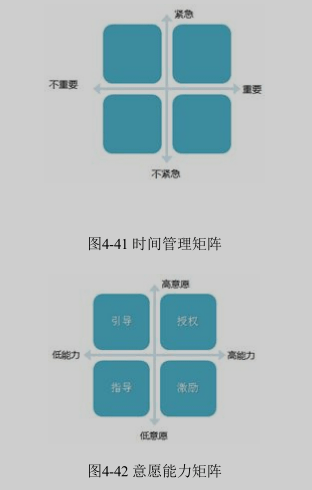 紧急
不重要
重要
不紧急
图4-41 时间管理矩阵
高意愿
引导
授权
低能力
高能力
指导
激励
低意愿
图4-42 意愿能力矩阵